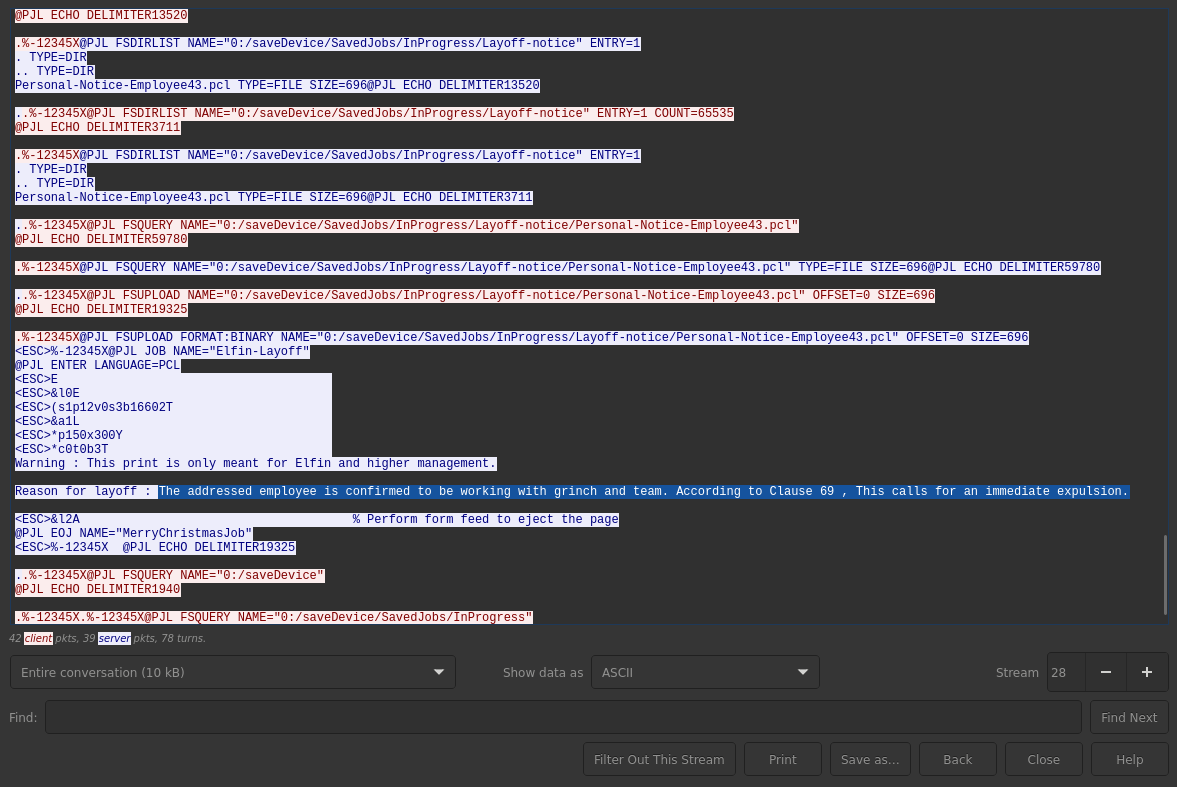 @PJL ECHO DELIMITER13520
.%-12345X@PJL FSDIRLIST NAME="0:/saveDevice/SavedJobs/InProgress/Layoff-notice" ENTRY=1
. TYPE=DIR
.. TYPE=DIR
Personal-Notice-Employee43.pcl TYPE=FILE SIZE=696@PJL ECHO DELIMITER13520
..%-12345X@PJL FSDIRLIST NAME="0:/saveDevice/SavedJobs/InProgress/Layoff-notice" ENTRY=1 COUNT=65535
@PJL ECHO DELIMITER3711
.%-12345X@PJL FSDIRLIST NAME="0:/saveDevice/SavedJobs/InProgress/Layoff-notice" ENTRY=1
. TYPE=DIR
.. TYPE=DIR
Personal-Notice-Employee43.pcl TYPE=FILE SIZE=696@PJL ECHO DELIMITER3711
..%-12345X@PJL FSQUERY NAME="0:/saveDevice/SavedJobs/InProgress/Layoff-notice/Personal-Notice-Employee43.pcl"
@PJL ECHO DELIMITER59780
.%-12345X@PJL FSQUERY NAME="0:/saveDevice/SavedJobs/InProgress/Layoff-notice/Personal-Notice-Employee43.pcl" TYPE=FILE SIZE=696@PJL ECHO DELIMITER59780
..%-12345X@PJL FSUPLOAD NAME="0:/saveDevice/SavedJobs/InProgress/Layoff-notice/Personal-Notice-Employee43.pcl" OFFSET=0 SIZE=696
@PJL ECHO DELIMITER19325
.%-12345X@PJL FSUPLOAD FORMAT:BINARY NAME="0:/saveDevice/SavedJobs/InProgress/Layoff-notice/Personal-Notice-Employee43.pcl" OFFSET=0 SIZE=696
<ESC>%-12345X@PJL JOB NAME="Elfin-Layoff"
@PJL ENTER LANGUAGE=PCL
<ESC>E
<ESC>&l0E
<ESC>(s1p12v0s3b16602T
<ESC>&a1L
<ESC>*p150x300Y
<ESC>*c0t0b3T
Warning : This print is only meant for Elfin and higher management.
Reason for layoff : The addressed employee is confirmed to be working with grinch and team. According to Clause 69 , This calls for an immediate expulsion.
<ESC>&l2A % Perform form feed to eject the page
@PJL EOJ NAME="MerryChristmasJob"
<ESC>%-12345X  @PJL ECHO DELIMITER19325
..%-12345X@PJL FSQUERY NAME="0:/saveDevice"
@PJL ECHO DELIMITER1940
.%-12345X.%-12345X@PJL FSQUERY NAME="0:/saveDevice/SavedJobs/InProgress"
42 client pkts, 39 server pkts, 78 turns.
Entire conversation (10 kB) Show data as ASCII Stream 28 − +
Find: Find Next
Filter Out This Stream Print Save as… Back Close Help